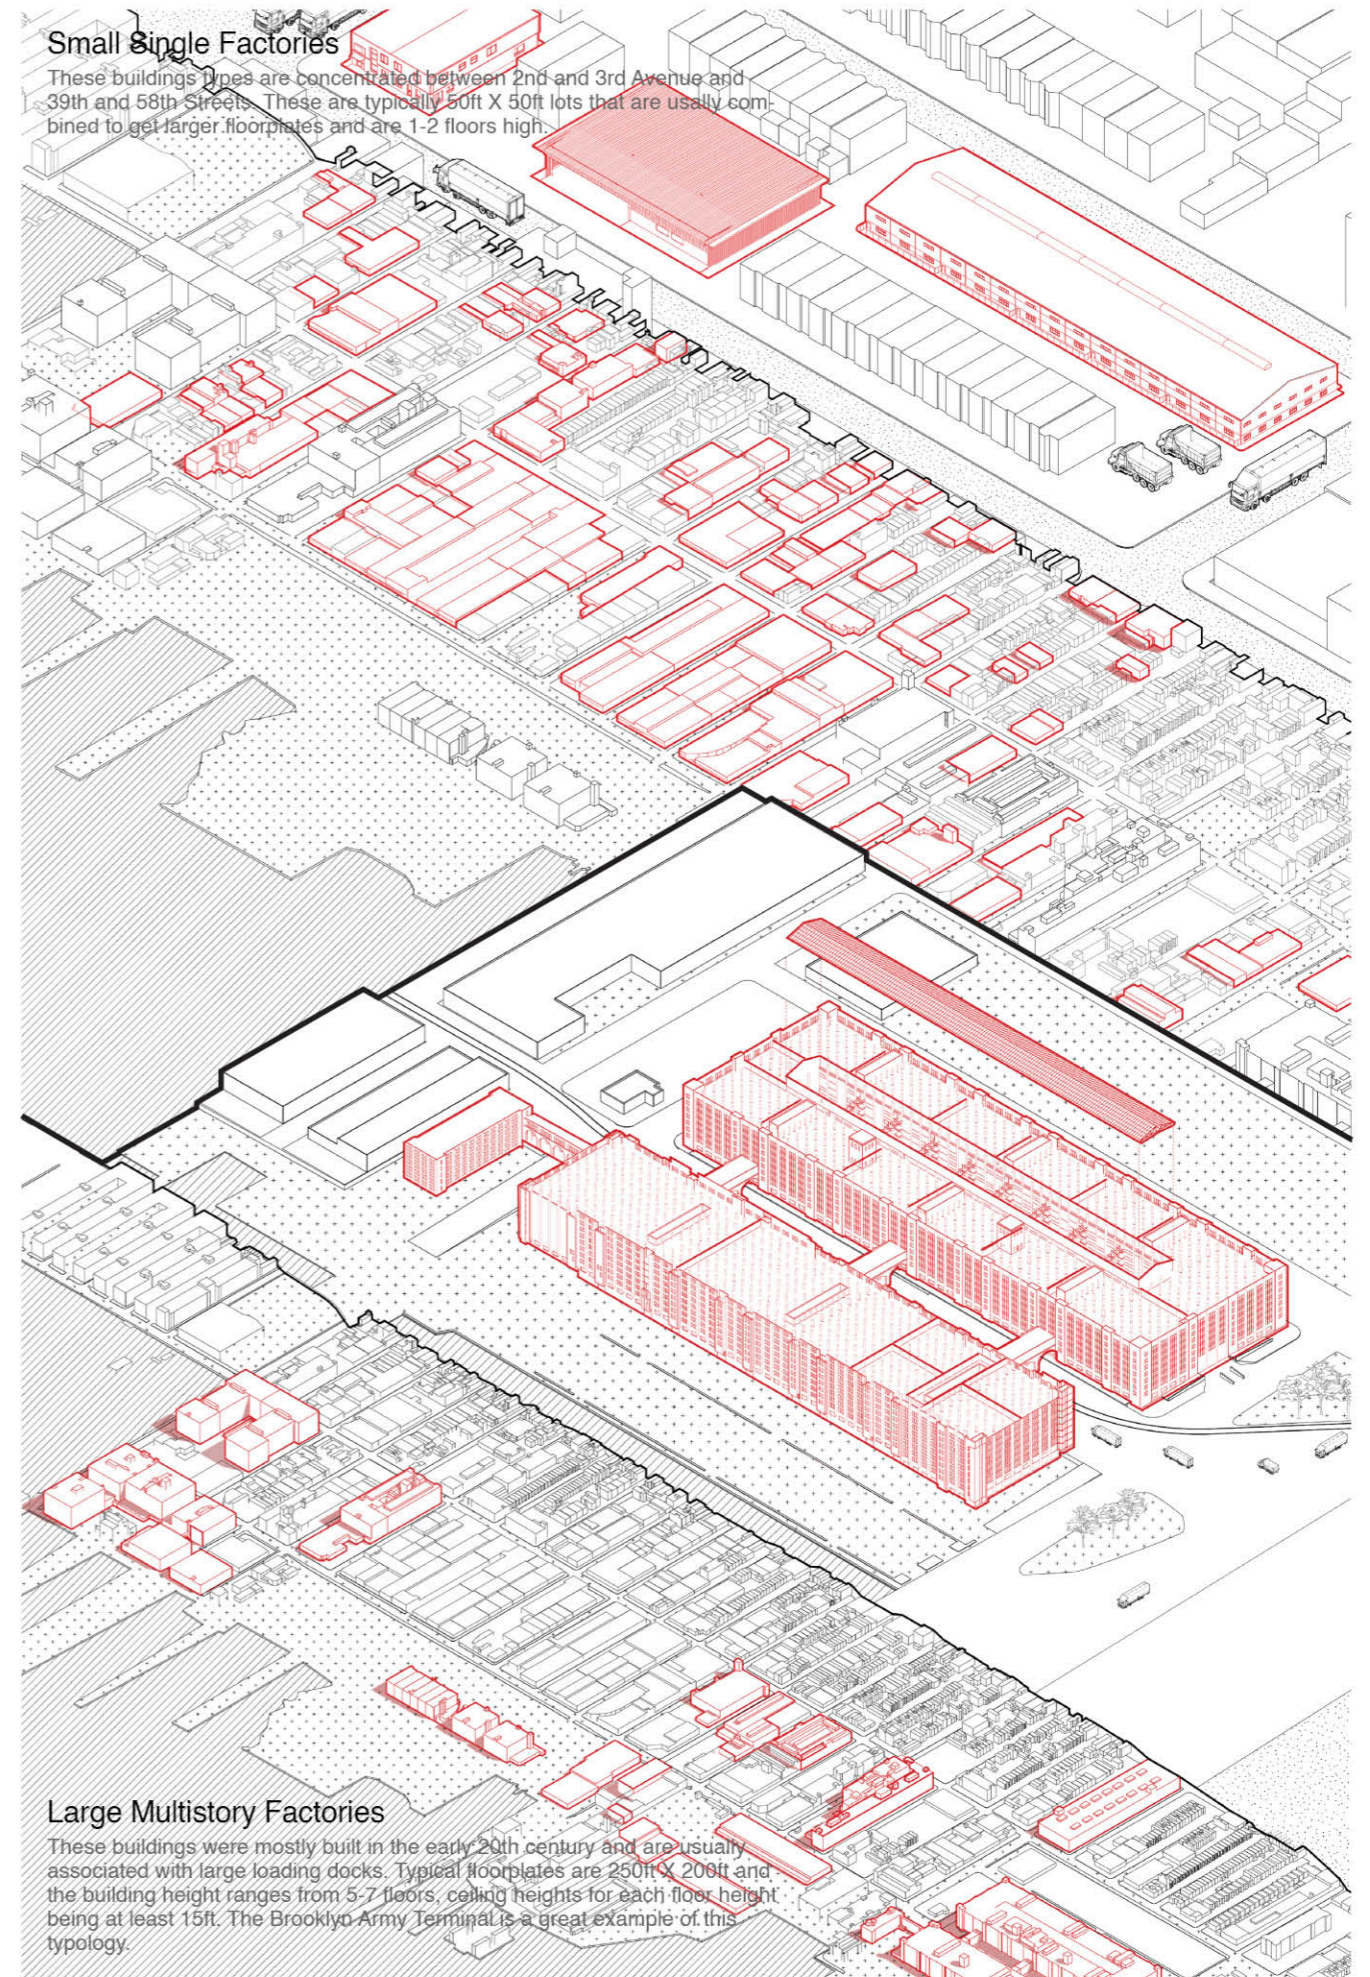 Small Single Factories
These buildings types are concentrated between 2nd and 3rd Avenue and
39th and 58th Streets. These are typically 50ft X 50ft lots that are usally com-
bined to get larger floorplates and are 1-2 floors high.
Large Multistory Factories
These buildings were mostly built in the early 20th century and are usually
associated with large loading docks. Typical floorplates are 250ft X 200ft and
the building height ranges from 5-7 floors, ceiling heights for each floor height
being at least 15ft. The Brooklyn Army Terminal is a great example of this
typology.